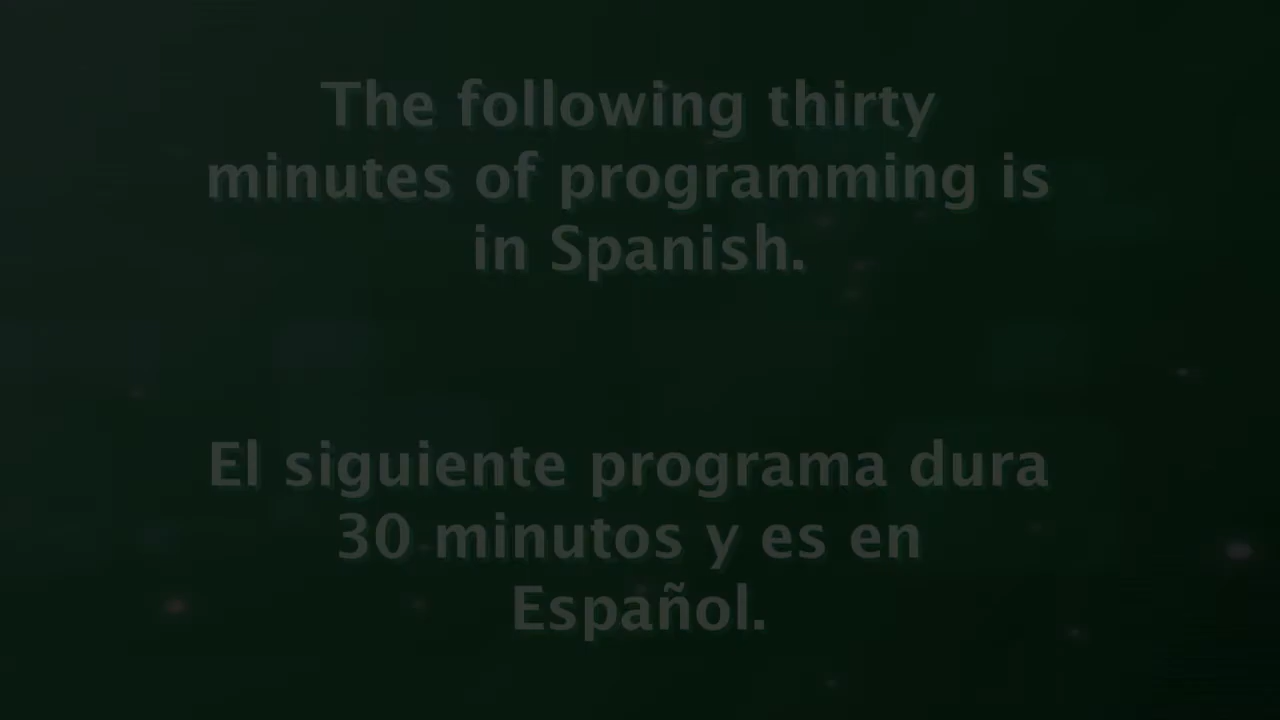 The following thirty
minutes of programming is
in Spanish.
El siguiente programa dura
30 minutos y es en
Español.